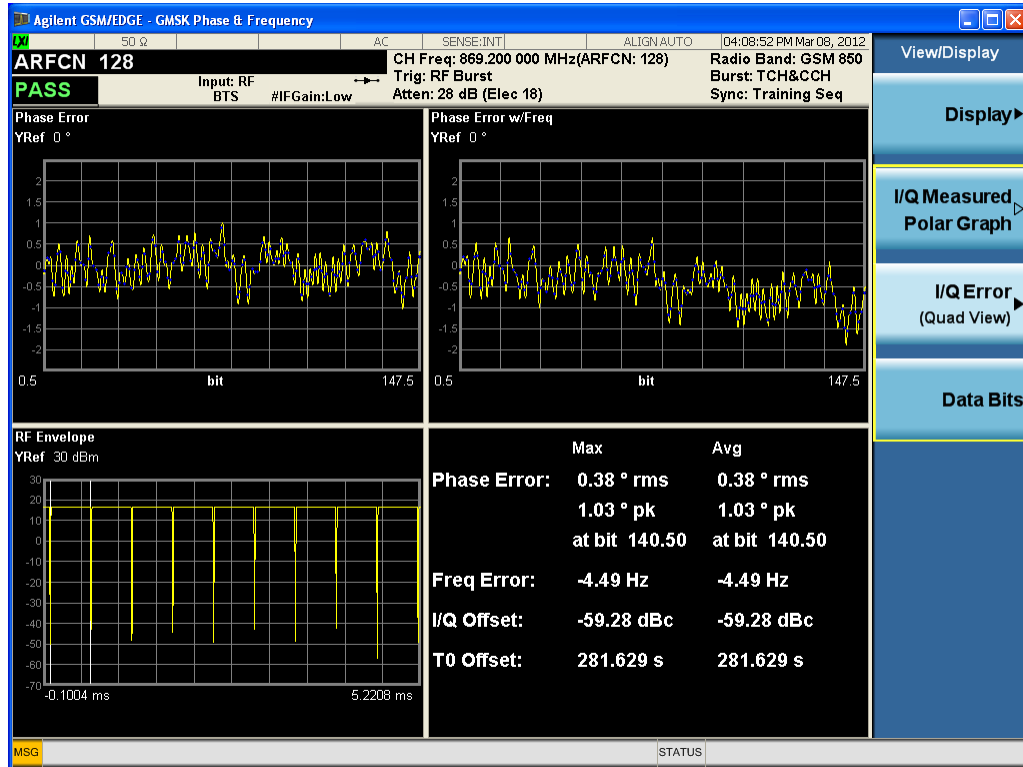 Agilent GSM/EDGE - GMSK Phase & Frequency
LXI 50 Ω AC SENSE:INT ALIGN AUTO 04:08:52 PM Mar 08, 2012
ARFCN 128
CH Freq: 869.200 000 MHz(ARFCN: 128) Radio Band: GSM 850
PASS
Input: RF Trig: RF Burst Burst: TCH&CCH
BTS #IFGain:Low Atten: 28 dB (Elec 18) Sync: Training Seq
Phase Error
YRef 0 °
2
1.5
1
0.5
0
-0.5
-1
-1.5
-2
0.5 bit 147.5
Phase Error w/Freq
YRef 0 °
2
1.5
1
0.5
0
-0.5
-1
-1.5
-2
0.5 bit 147.5
RF Envelope
YRef 30 dBm
30
20
10
0
-10
-20
-30
-40
-50
-60
-70
-0.1004 ms 5.2208 ms
Max Avg
Phase Error: 0.38 ° rms 0.38 ° rms
1.03 ° pk 1.03 ° pk
at bit 140.50 at bit 140.50
Freq Error: -4.49 Hz -4.49 Hz
I/Q Offset: -59.28 dBc -59.28 dBc
T0 Offset: 281.629 s 281.629 s
View/Display
Display
I/Q Measured
Polar Graph
I/Q Error
(Quad View)
Data Bits
MSG STATUS